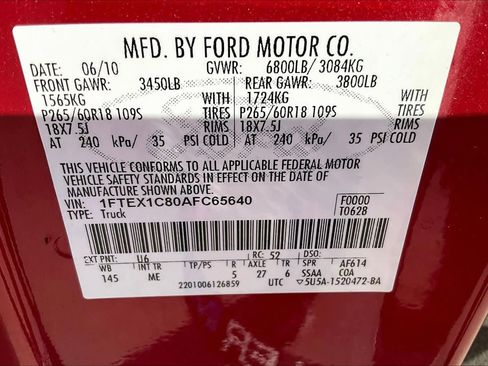 MFD. BY FORD MOTOR CO.
DATE: 06/10 GVWR: 6800LB/ 3084KG
FRONT GAWR: 3450LB REAR GAWR: 3800LB
1565KG WITH 1724KG WITH
P265/60R18 109S TIRES P265/60R18 109S TIRES
18X7.5J RIMS 18X7.5J RIMS
AT 240 kPa/ 35 PSI COLD AT 240 kPa/ 35 PSI COLD
THIS VEHICLE CONFORMS TO ALL APPLICABLE FEDERAL MOTOR
VEHICLE SAFETY STANDARDS IN EFFECT ON THE DATE OF
MANUFACTURE SHOWN ABOVE.
VIN: 1FTEX1C80AFC65640 F0000
TYPE: Truck T0628
EXT PNT: U6 RC: 52 DSO:
WB INT TR TP/PS R AXLE TR SPR AF614
145 ME 5 27 6 SSAA COA
2201006126859 UTC ▽5U5A-1520472-BA